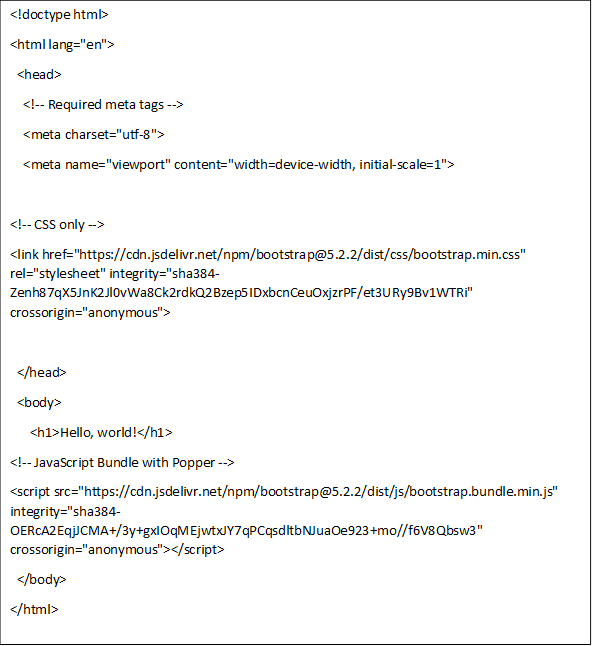 <!doctype html>
<html lang="en">
<head>
<!-- Required meta tags -->
<meta charset="utf-8">
<meta name="viewport" content="width=device-width, initial-scale=1">
<!-- CSS only -->
<link href="https://cdn.jsdelivr.net/npm/bootstrap@5.2.2/dist/css/bootstrap.min.css"
rel="stylesheet" integrity="sha384-
Zenh87qX5JnK2Jl0vWa8Ck2rdkQ2Bzep5IDxbcnCeuOxjzrPF/et3URy9Bv1WTRi"
crossorigin="anonymous">
</head>
<body>
<h1>Hello, world!</h1>
<!-- JavaScript Bundle with Popper -->
<script src="https://cdn.jsdelivr.net/npm/bootstrap@5.2.2/dist/js/bootstrap.bundle.min.js"
integrity="sha384-
OERcA2EqjJCMA+/3y+gxIOqMEjwtxJY7qPCqsdltbNJuaOe923+mo//f6V8Qbsw3"
crossorigin="anonymous"></script>
</body>
</html>